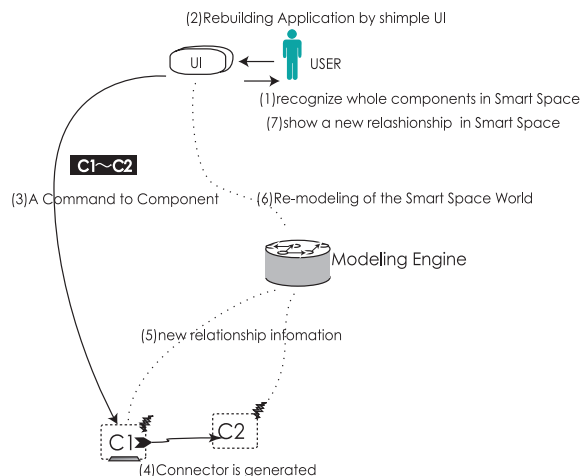 (2)Rebuilding Application by shimple UI
UI
USER
(1)recognize whole components in Smart Space
(7)show a new relashionship in Smart Space
C1～C2
(3)A Command to Component
(6)Re-modeling of the Smart Space World
Modeling Engine
(5)new relationship infomation
C1
C2
(4)Connector is generated